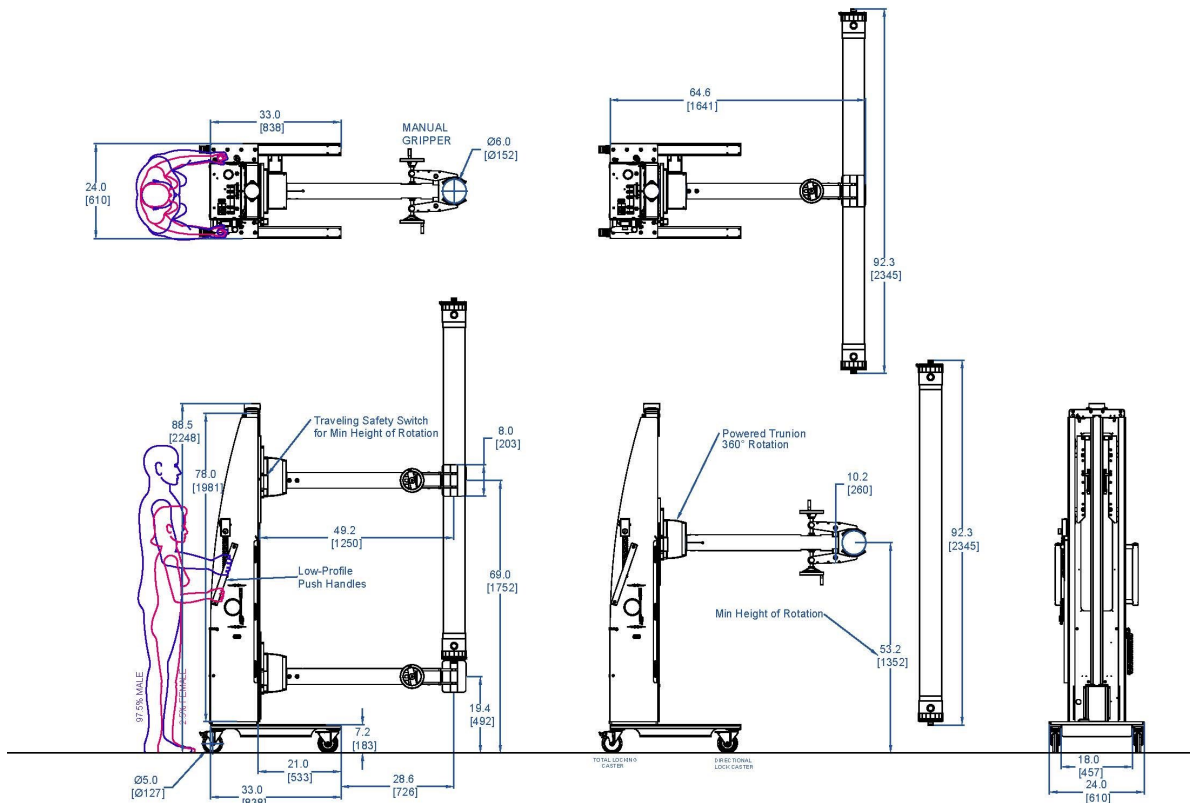 33.0
[838]
MANUAL
GRIPPER
Ø6.0
[Ø152]
24.0
[610]
64.6
[1641]
92.3
[2345]
88.5
[2248]
78.0
[1981]
Traveling Safety Switch
for Min Height of Rotation
8.0
[203]
49.2
[1250]
Low-Profile
Push Handles
69.0
[1752]
97.5% MALE
2.5% FEMALE
19.4
[492]
7.2
[183]
Ø5.0
[Ø127]
21.0
[533]
33.0
[838]
28.6
[726]
Powered Trunion
360° Rotation
10.2
[260]
Min Height of Rotation
53.2
[1352]
92.3
[2345]
TOTAL LOCKING
CASTER
DIRECTIONAL
LOCK CASTER
18.0
[457]
24.0
[610]